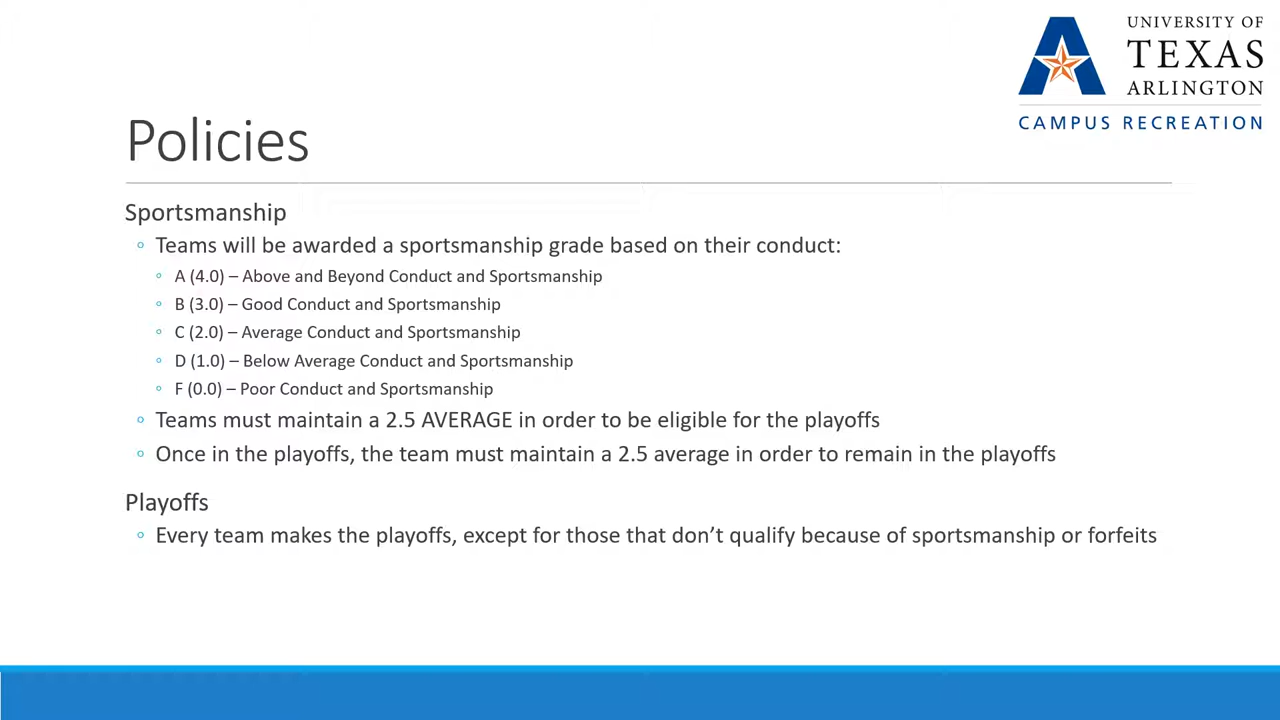 UNIVERSITY OF
TEXAS
ARLINGTON
CAMPUS RECREATION
Policies
Sportsmanship
◦ Teams will be awarded a sportsmanship grade based on their conduct:
◦ A (4.0) – Above and Beyond Conduct and Sportsmanship
◦ B (3.0) – Good Conduct and Sportsmanship
◦ C (2.0) – Average Conduct and Sportsmanship
◦ D (1.0) – Below Average Conduct and Sportsmanship
◦ F (0.0) – Poor Conduct and Sportsmanship
◦ Teams must maintain a 2.5 AVERAGE in order to be eligible for the playoffs
◦ Once in the playoffs, the team must maintain a 2.5 average in order to remain in the playoffs
Playoffs
◦ Every team makes the playoffs, except for those that don’t qualify because of sportsmanship or forfeits